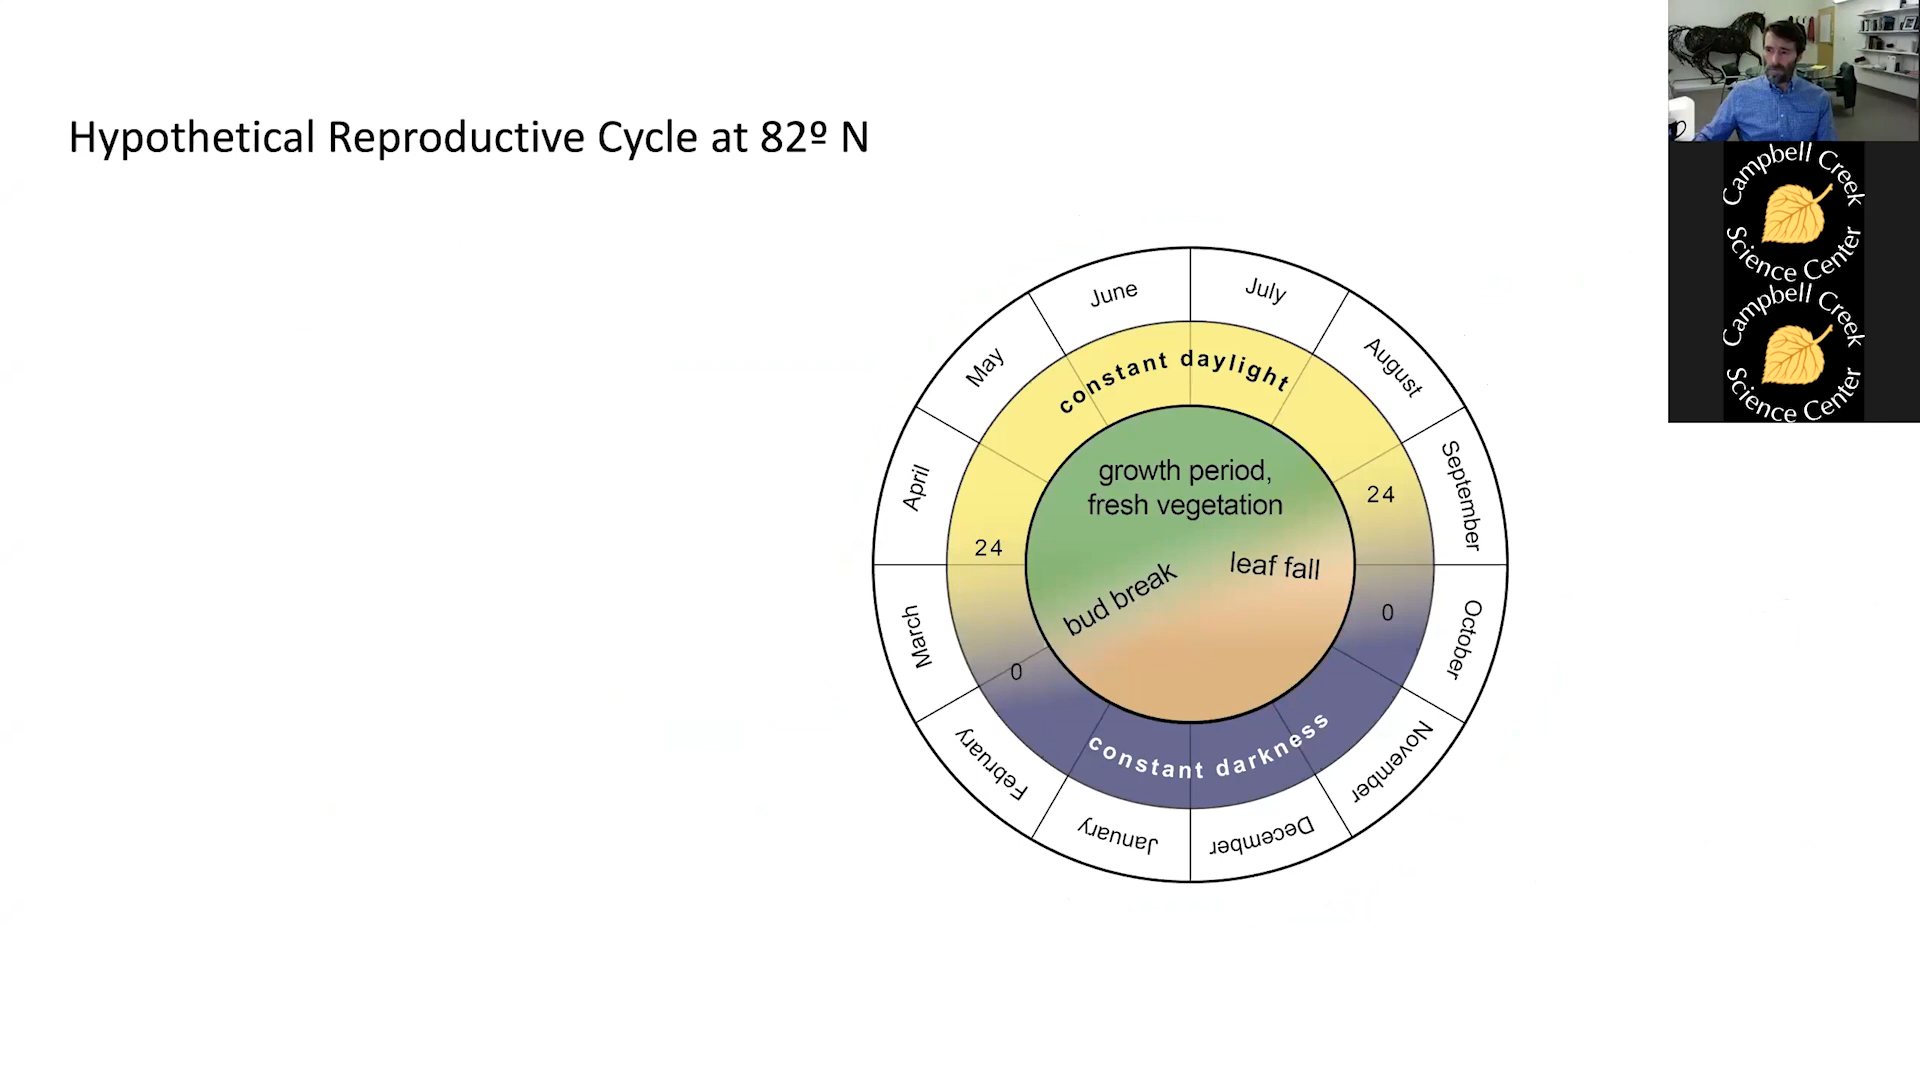 Hypothetical Reproductive Cycle at 82º N
June
July
May
August
April
September
March
October
February
November
January
December
constant daylight
24
24
0
0
constant darkness
growth period,
fresh vegetation
bud break
leaf fall
Campbell Creek
Science Center
Campbell Creek
Science Center